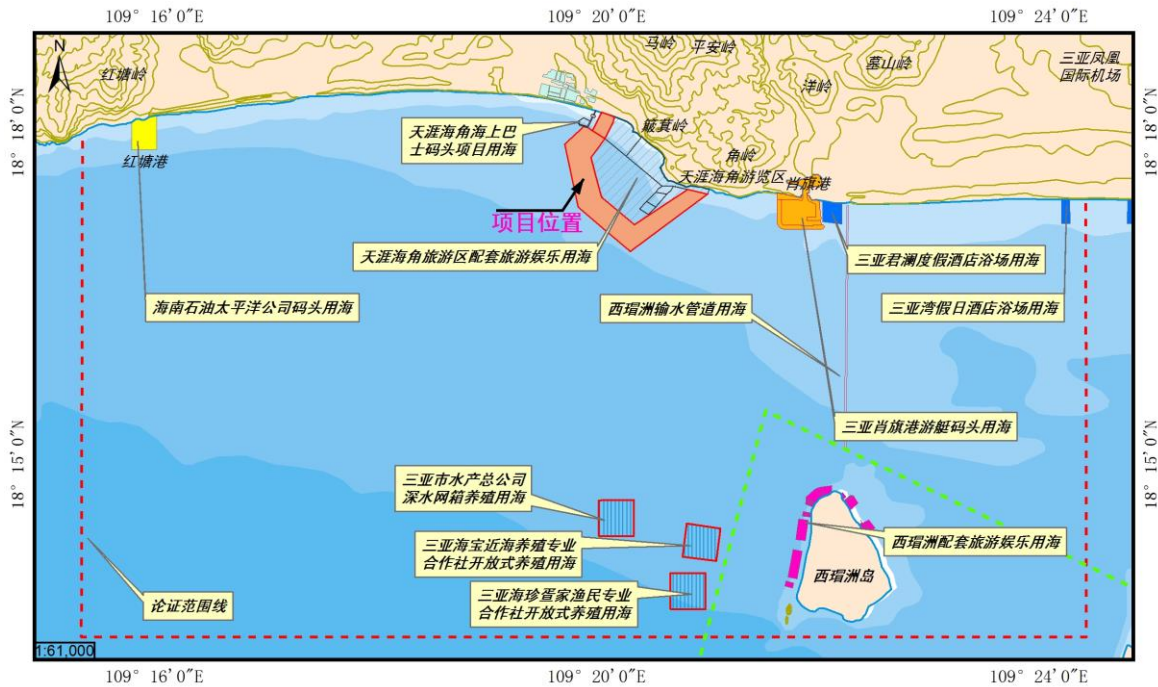 109° 16′0″E
109° 20′0″E
109° 24′0″E
N
马岭
平安岭
墓山岭
三亚凤凰
国际机场
红塘岭
洋岭
18° 18′0″N
18° 18′0″N
天涯海角海上巴
士码头项目用海
簸箕岭
红塘港
角岭
天涯海角游览区
肖旗港
项目位置
天涯海角旅游区配套旅游娱乐用海
三亚君澜度假酒店浴场用海
海南石油太平洋公司码头用海
西瑁洲输水管道用海
三亚湾假日酒店浴场用海
三亚肖旗港游艇码头用海
18° 15′0″N
18° 15′0″N
三亚市水产总公司
深水网箱养殖用海
三亚海宝近海养殖专业
合作社开放式养殖用海
西瑁洲配套旅游娱乐用海
西瑁洲岛
三亚海珍疍家渔民专业
合作社开放式养殖用海
论证范围线
1:61,000
109° 16′0″E
109° 20′0″E
109° 24′0″E